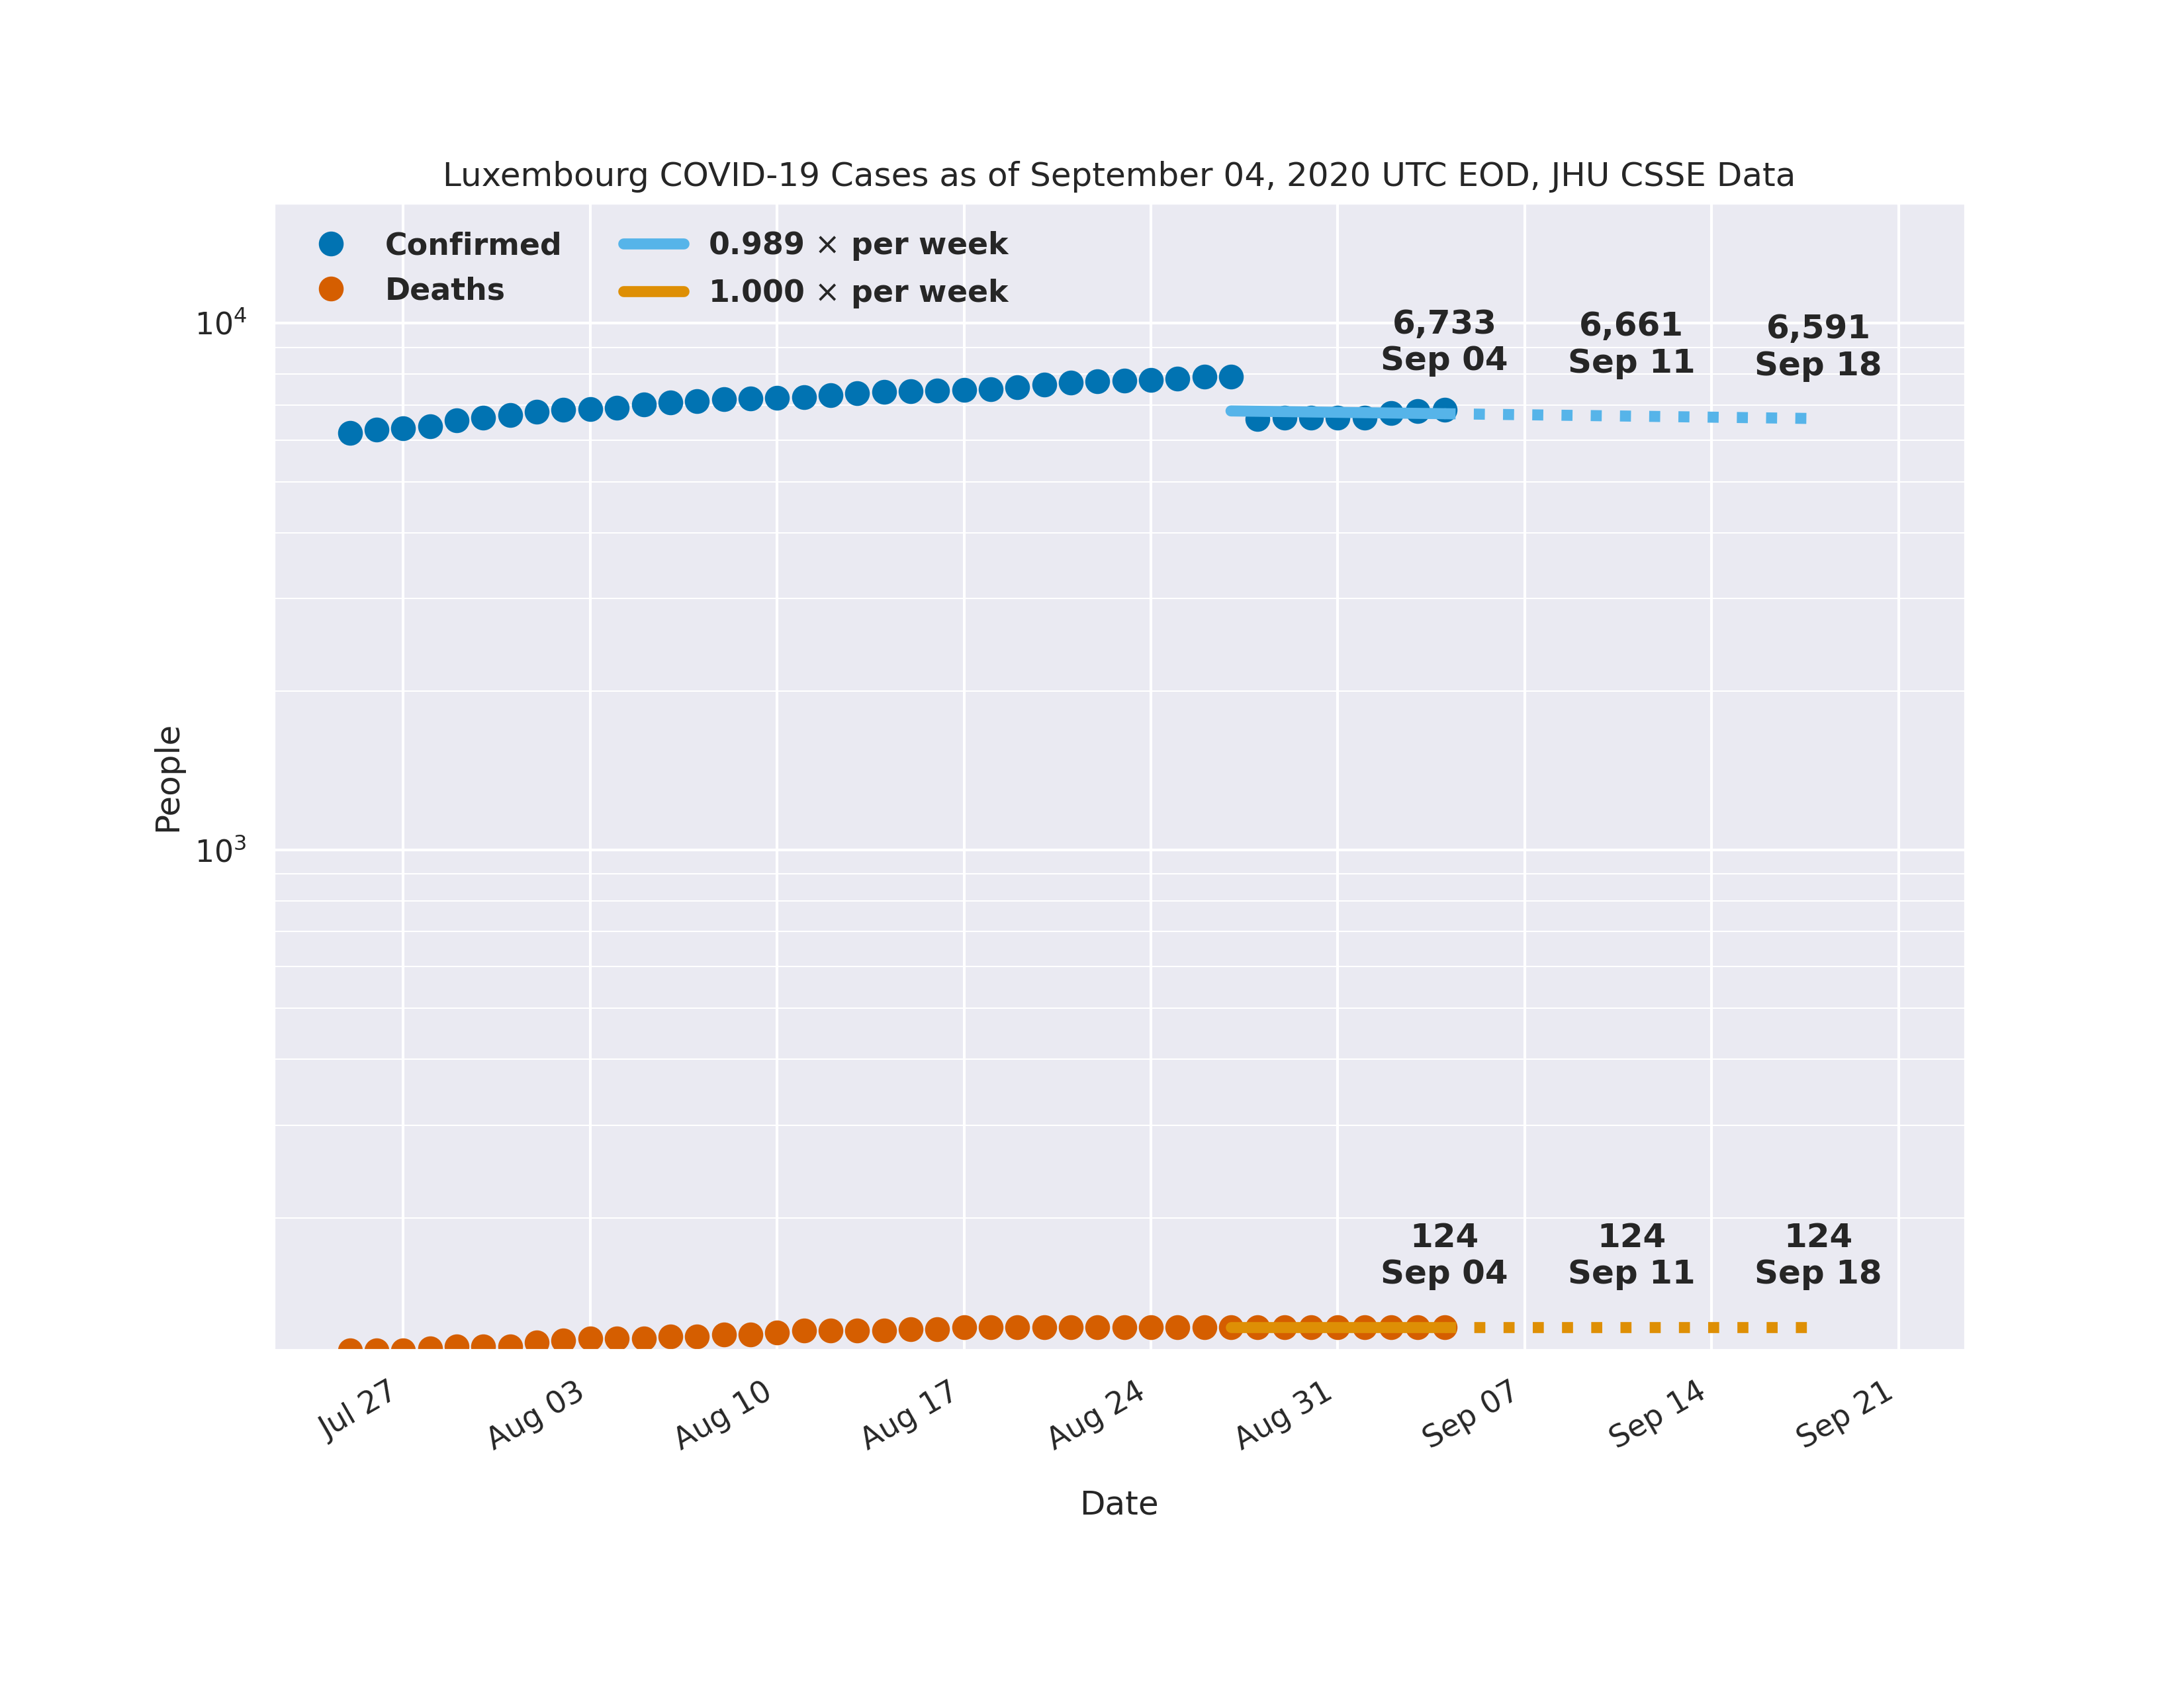 Luxembourg COVID-19 Cases as of September 04, 2020 UTC EOD, JHU CSSE Data
Confirmed
Deaths
0.989 × per week
1.000 × per week
6,733
Sep 04
6,661
Sep 11
6,591
Sep 18
10⁴
10³
People
124
Sep 04
124
Sep 11
124
Sep 18
Jul 27
Aug 03
Aug 10
Aug 17
Aug 24
Aug 31
Sep 07
Sep 14
Sep 21
Date